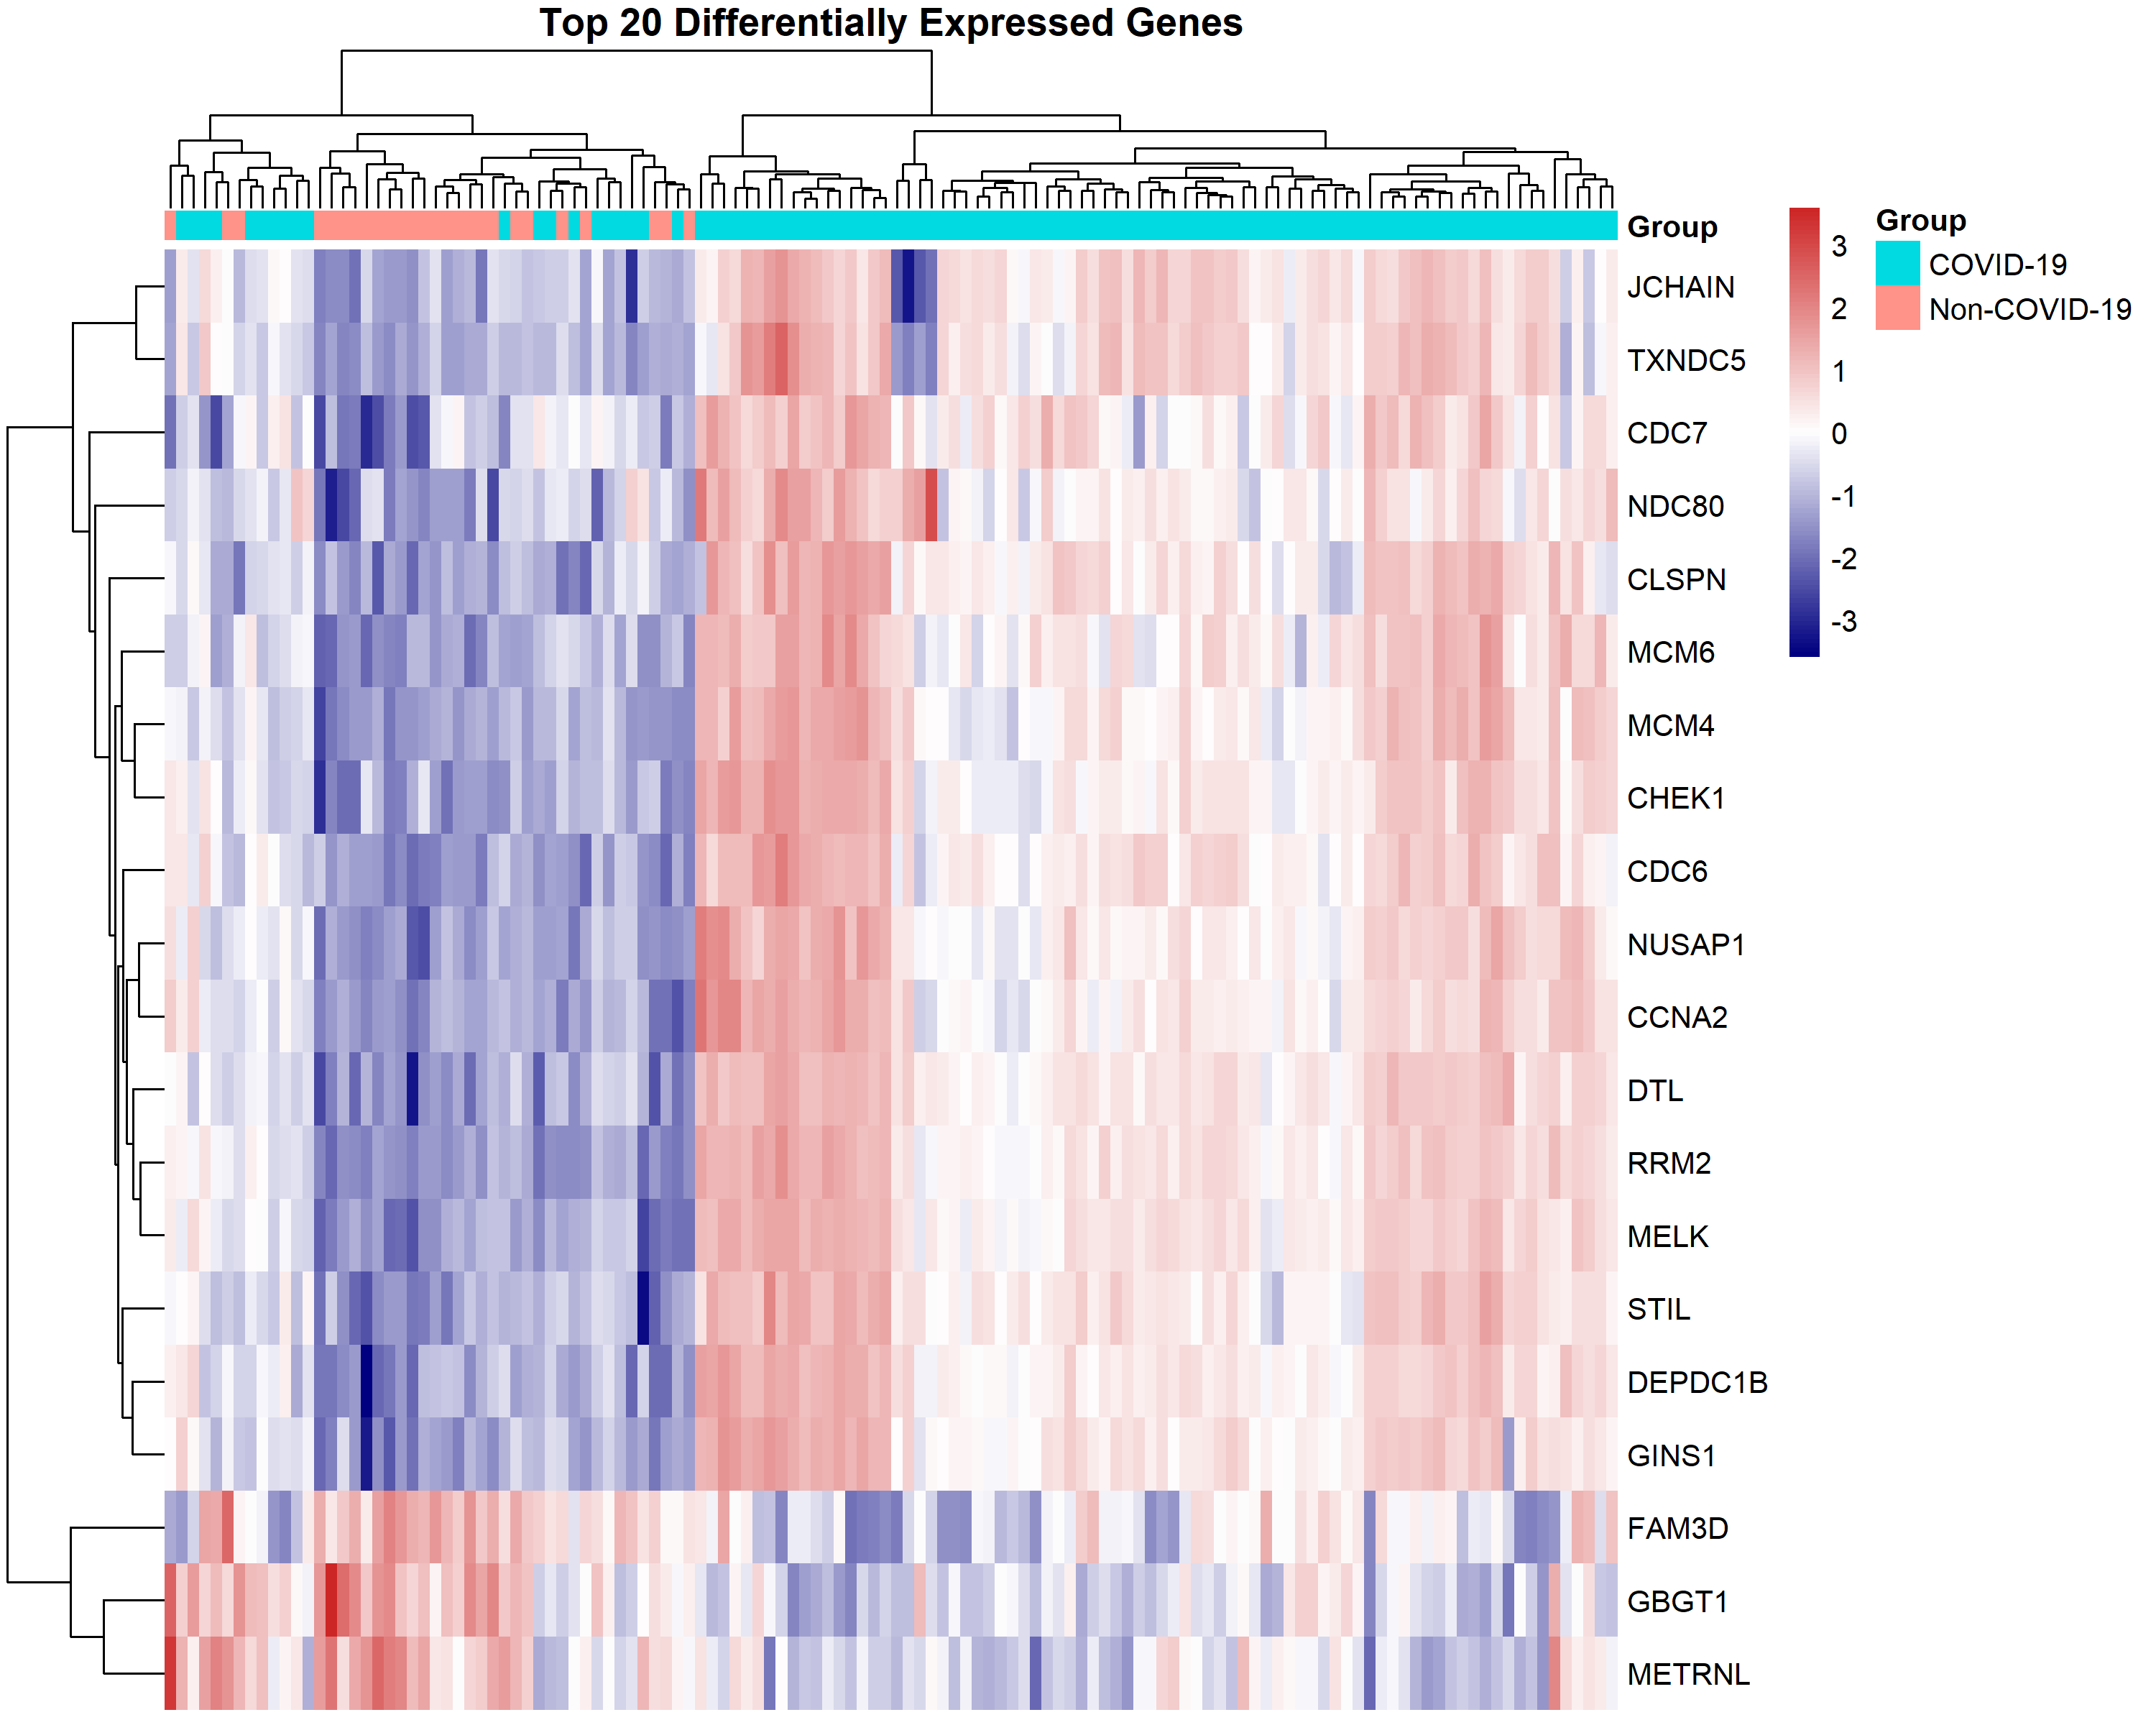 Top 20 Differentially Expressed Genes
Group
JCHAIN
TXNDC5
CDC7
NDC80
CLSPN
MCM6
MCM4
CHEK1
CDC6
NUSAP1
CCNA2
DTL
RRM2
MELK
STIL
DEPDC1B
GINS1
FAM3D
GBGT1
METRNL
3
2
1
0
-1
-2
-3
Group
COVID-19
Non-COVID-19